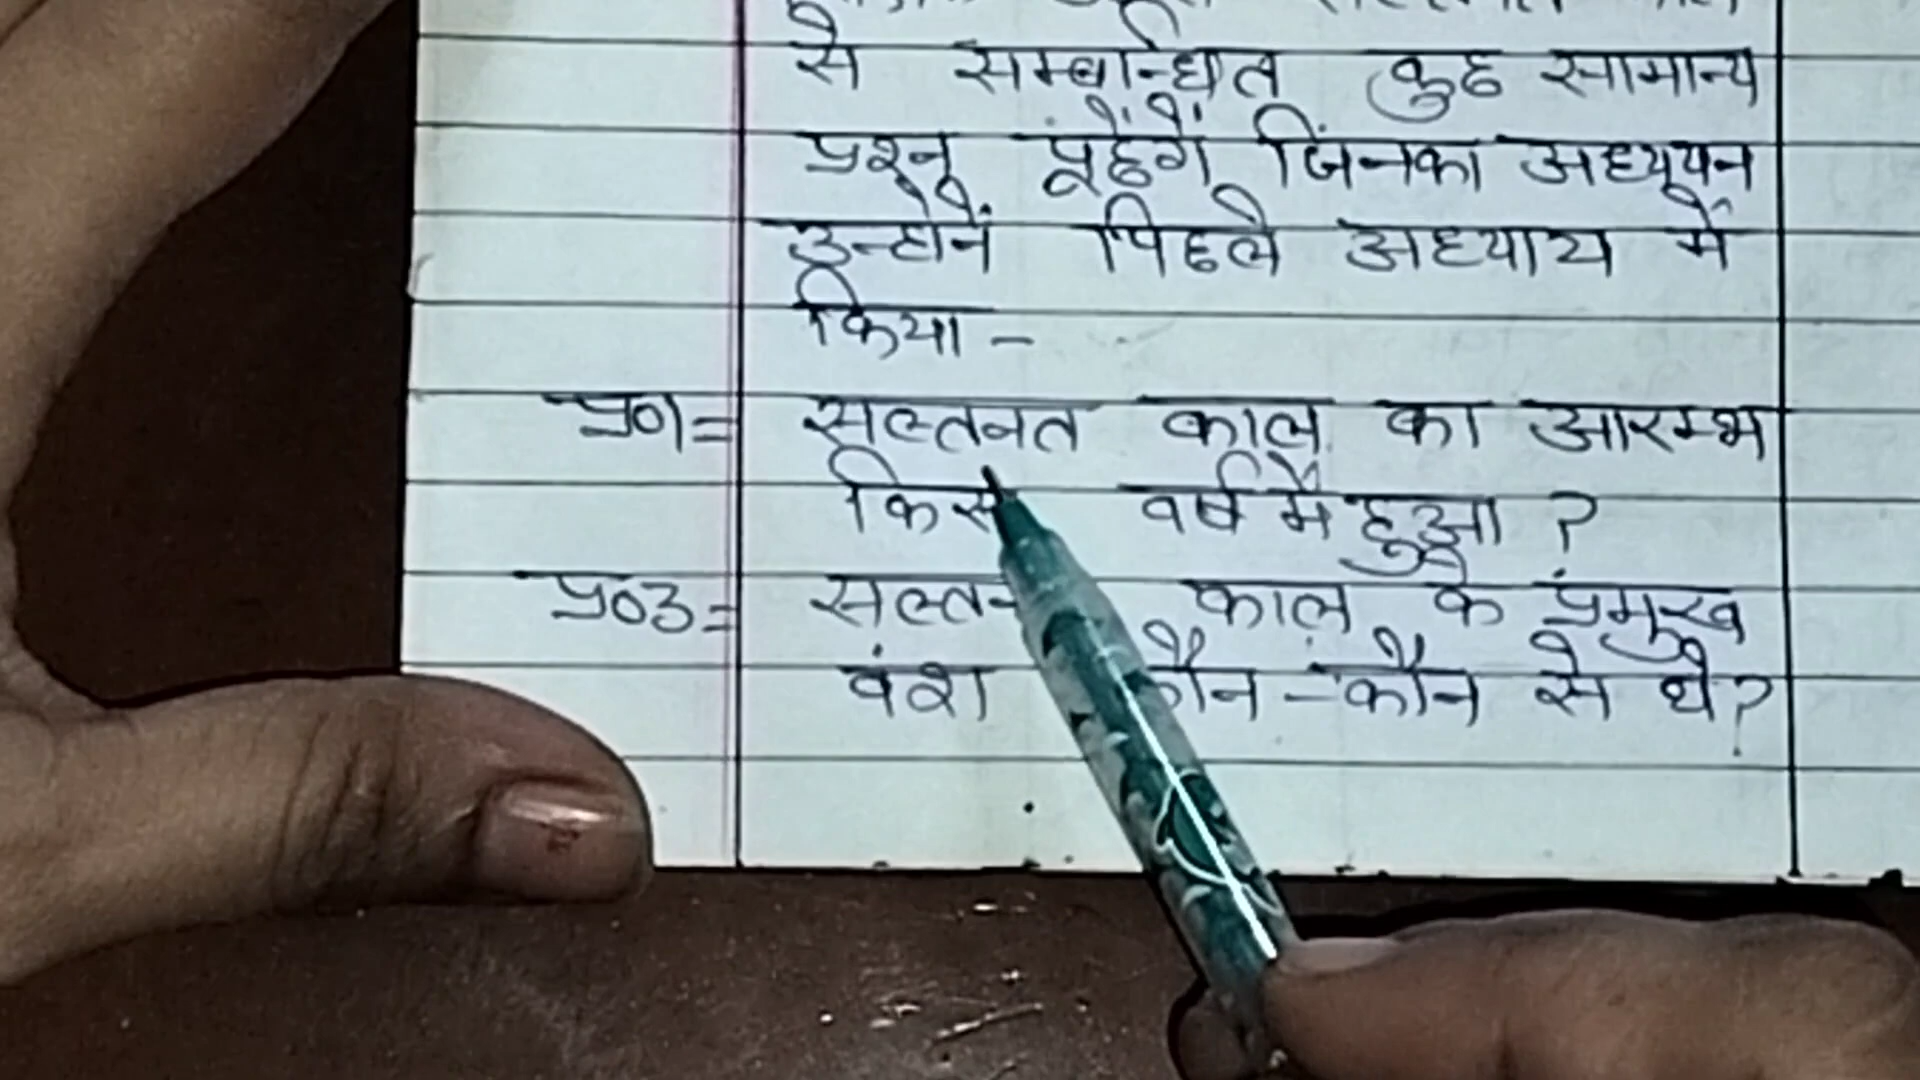 से सम्बन्धित कुछ सामान्य
प्रश्न पूछेंगें जिनका अध्ययन
उन्होनें पिछले अध्याय में
किया -
प्र01= सल्तनत काल का आरम्भ
किस वर्ष में हुआ ?
प्र03= काल के प्रमुख
वंश कौन - कौन से थे?